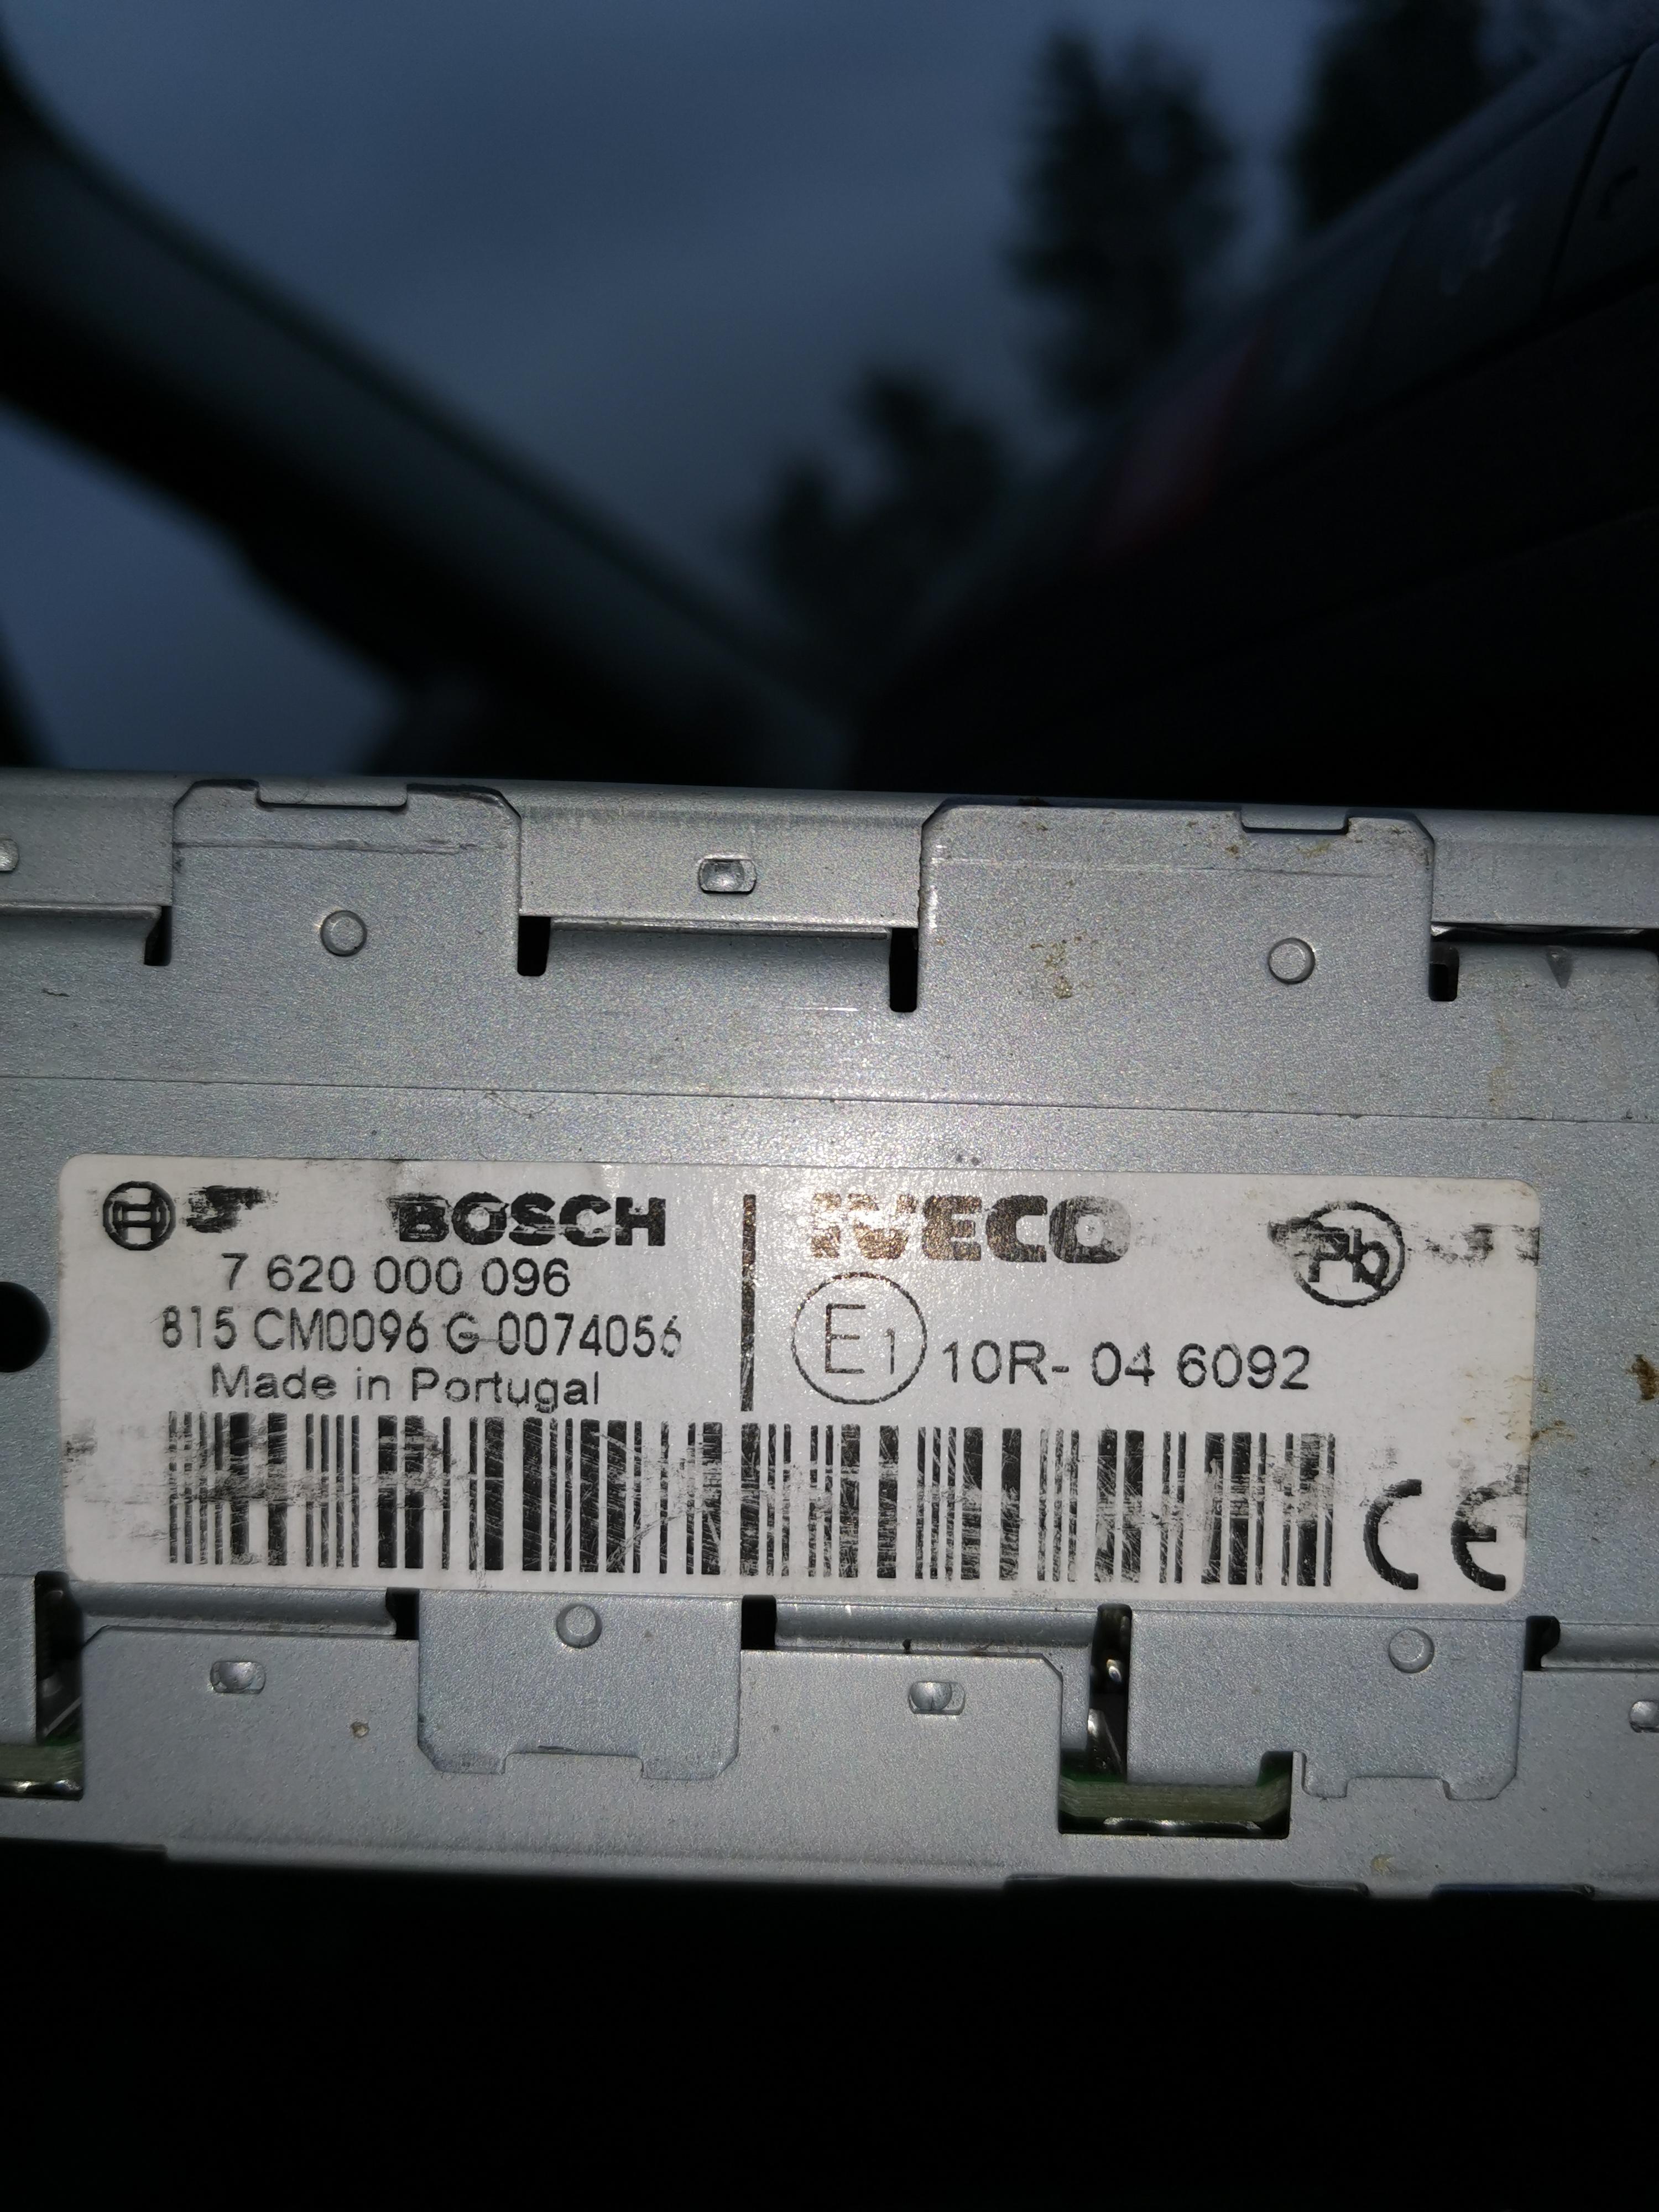 BOSCH
7 620 000 096
815 CM0096 G 0074056
Made in Portugal
IVECO
Pb
E1 10R- 04 6092
CE